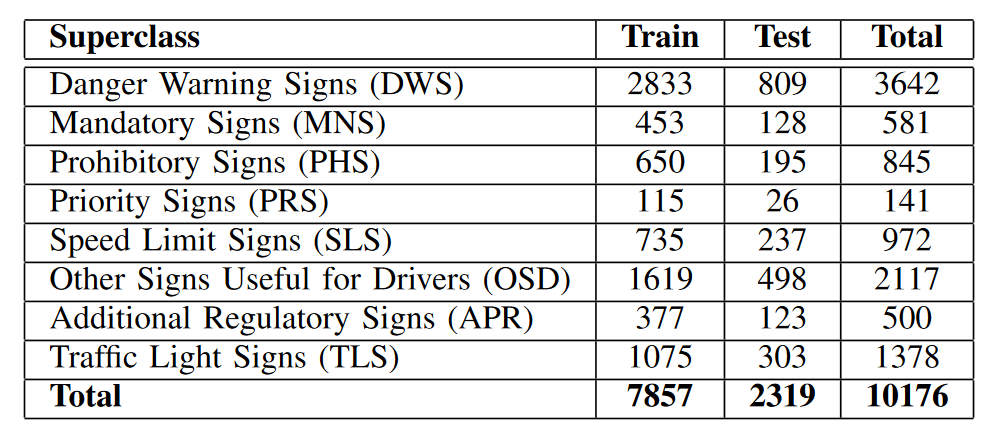 Superclass Train Test Total
Danger Warning Signs (DWS) 2833 809 3642
Mandatory Signs (MNS) 453 128 581
Prohibitory Signs (PHS) 650 195 845
Priority Signs (PRS) 115 26 141
Speed Limit Signs (SLS) 735 237 972
Other Signs Useful for Drivers (OSD) 1619 498 2117
Additional Regulatory Signs (APR) 377 123 500
Traffic Light Signs (TLS) 1075 303 1378
Total 7857 2319 10176